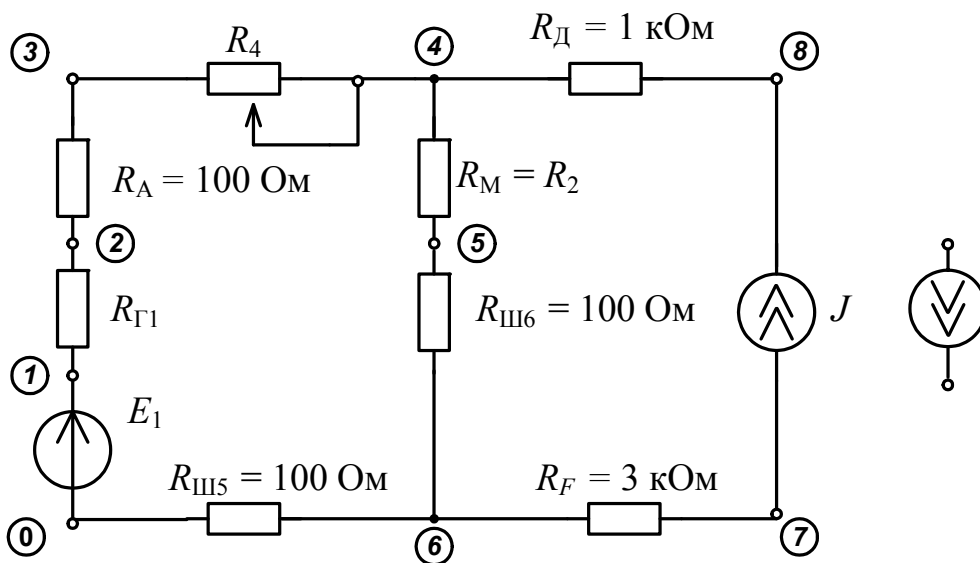 3
R4
4
RД = 1 кОм
8
RА = 100 Ом
RМ = R2
2
5
RГ1
RШ6 = 100 Ом
J
1
E1
RШ5 = 100 Ом
RF = 3 кОм
0
6
7